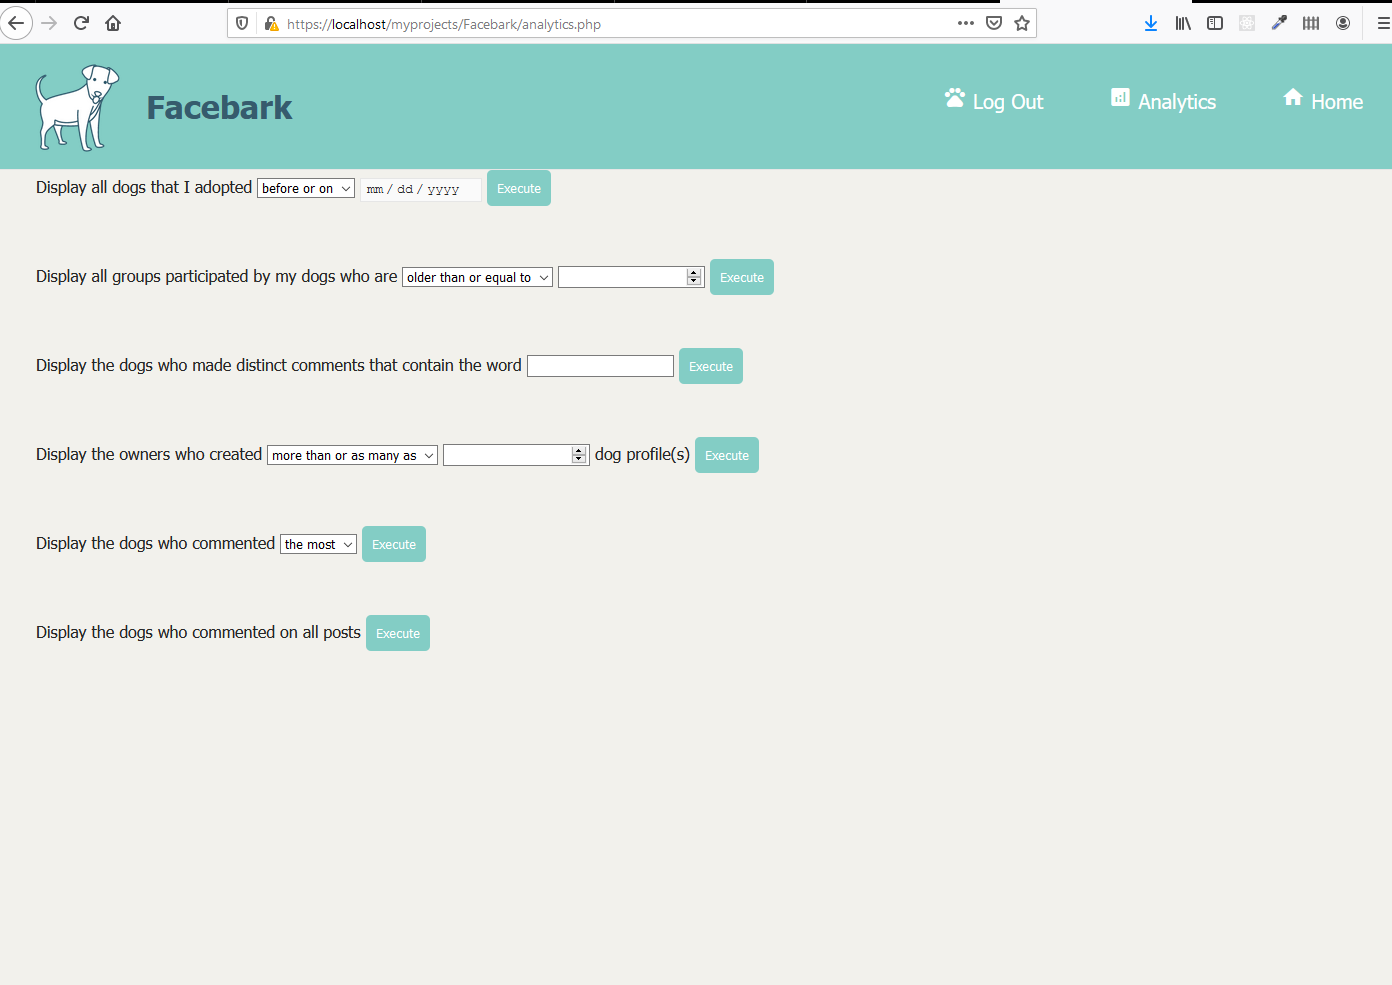 https://localhost/myprojects/Facebark/analytics.php
Facebark
Log Out Analytics Home
Display all dogs that I adopted before or on mm / dd / yyyy Execute
Display all groups participated by my dogs who are older than or equal to Execute
Display the dogs who made distinct comments that contain the word Execute
Display the owners who created more than or as many as dog profile(s) Execute
Display the dogs who commented the most Execute
Display the dogs who commented on all posts Execute